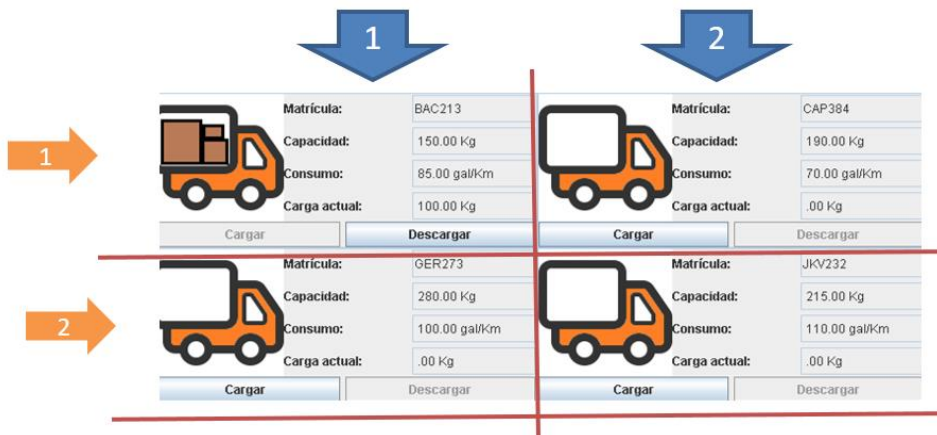 1
2
1
Matrícula: BAC213
Capacidad: 150.00 Kg
Consumo: 85.00 gal/Km
Carga actual: 100.00 Kg
Cargar Descargar
Matrícula: CAP384
Capacidad: 190.00 Kg
Consumo: 70.00 gal/Km
Carga actual: .00 Kg
Cargar Descargar
2
Matrícula: GER273
Capacidad: 280.00 Kg
Consumo: 100.00 gal/Km
Carga actual: .00 Kg
Cargar Descargar
Matrícula: JKV232
Capacidad: 215.00 Kg
Consumo: 110.00 gal/Km
Carga actual: .00 Kg
Cargar Descargar